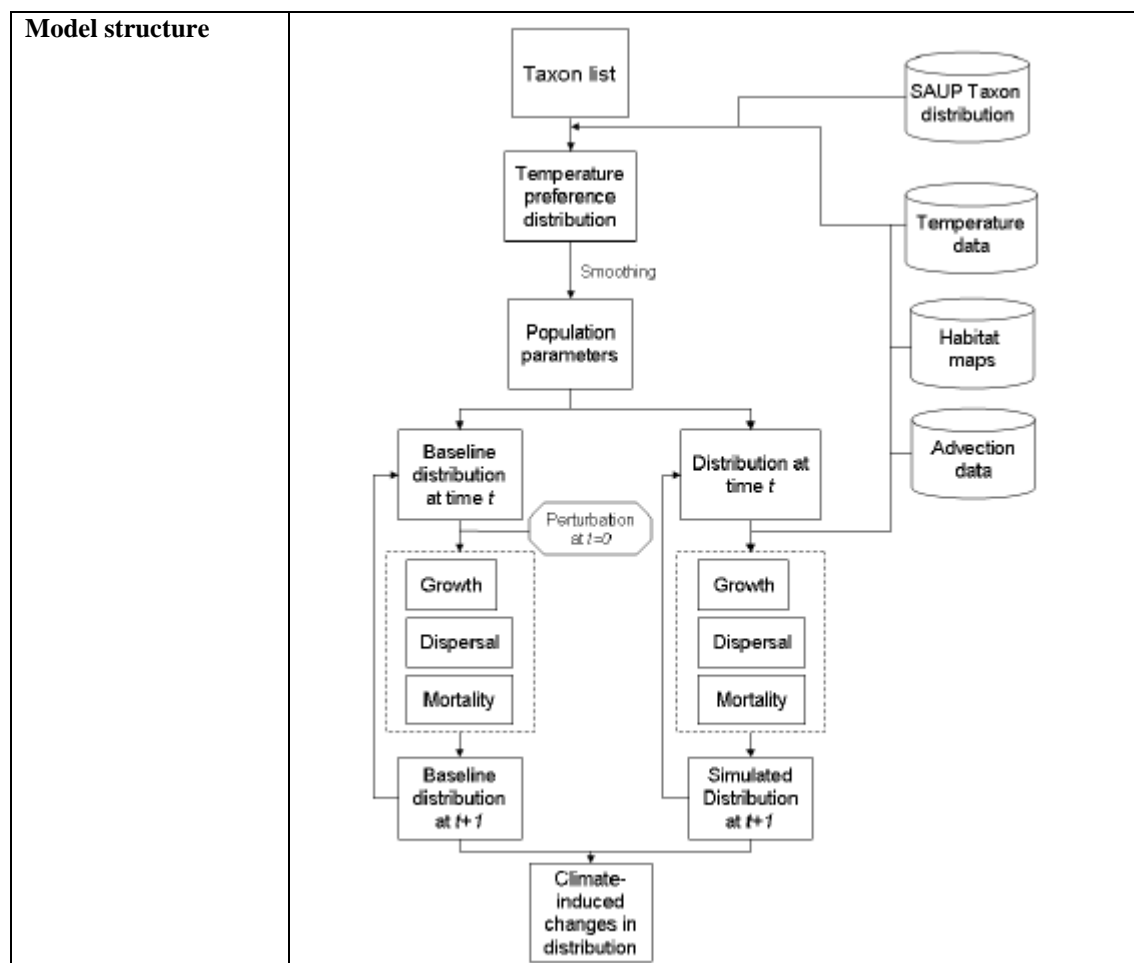 Model structure
Taxon list
SAUP Taxon
distribution
Temperature
preference
distribution
Temperature
data
Smoothing
Population
parameters
Habitat
maps
Baseline
distribution
at time t
Distribution at
time t
Advection
data
Perturbation
at t=0
Growth
Dispersal
Mortality
Growth
Dispersal
Mortality
Baseline
distribution
at t+1
Simulated
Distribution
at t+1
Climate-
induced
changes in
distribution